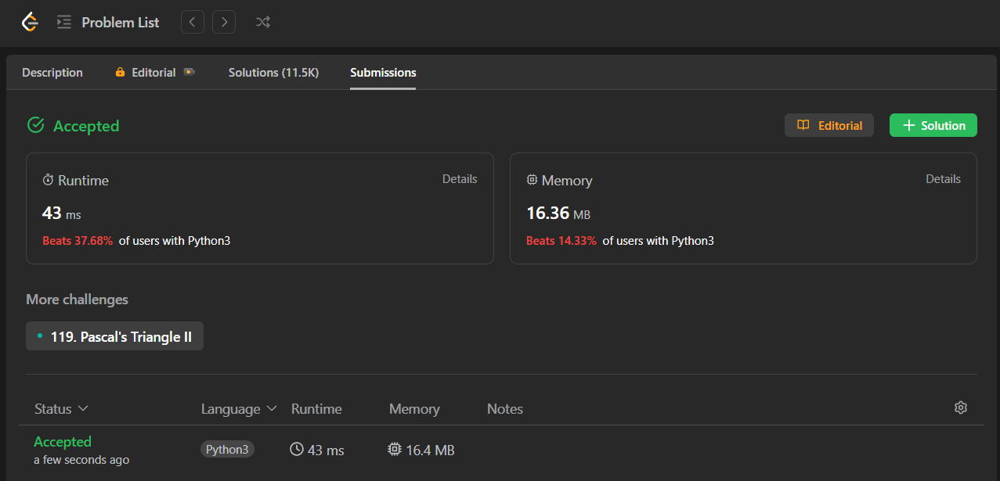 Problem List
Description Editorial Solutions (11.5K) Submissions
Accepted Editorial Solution
Runtime Details
43 ms
Beats 37.68% of users with Python3
Memory Details
16.36 MB
Beats 14.33% of users with Python3
More challenges
119. Pascal's Triangle II
Status Language Runtime Memory Notes
Accepted Python3 43 ms 16.4 MB
a few seconds ago